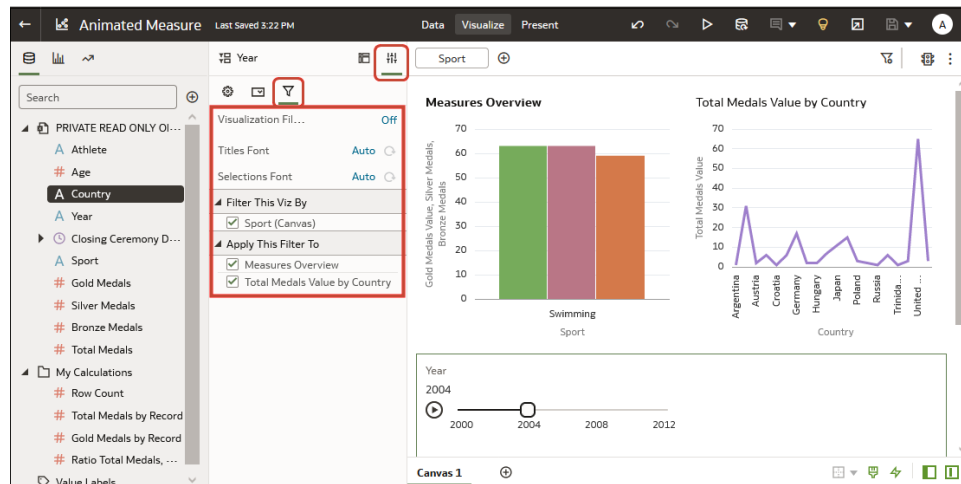 Animated Measure Last Saved 3:22 PM
Data Visualize Present
A
Year
Sport
Search
PRIVATE READ ONLY Ol...
A Athlete
# Age
A Country
A Year
Closing Ceremony D...
A Sport
# Gold Medals
# Silver Medals
# Bronze Medals
# Total Medals
My Calculations
# Row Count
# Total Medals by Record
# Gold Medals by Record
# Ratio Total Medals, ...
Value Labels
Visualization Fil... Off
Titles Font Auto
Selections Font Auto
Filter This Viz By
Sport (Canvas)
Apply This Filter To
Measures Overview
Total Medals Value by Country
Measures Overview
Gold Medals Value, Silver Medals,
Bronze Medals
70
60
50
40
30
20
10
0
Swimming
Sport
Total Medals Value by Country
Total Medals Value
70
60
50
40
30
20
10
0
Argentina
Austria
Croatia
Germany
Hungary
Japan
Poland
Russia
Trinida...
United ...
Country
Year
2004
2000 2004 2008 2012
Canvas 1